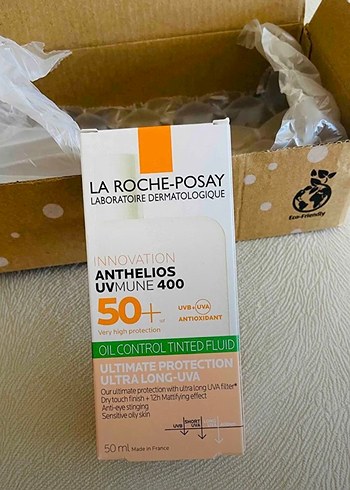 LA ROCHE-POSAY
LABORATOIRE DERMATOLOGIQUE
INNOVATION
ANTHELIOS
UVMUNE 400
50+
Very high protection
UVB + UVA
ANTIOXIDANT
OIL CONTROL TINTED FLUID
ULTIMATE PROTECTION
ULTRA LONG-UVA
Our ultimate protection with ultra long UVA filter*
Dry touch finish + 12h Mattifying effect
Anti-eye stinging
Sensitive oily skin
UVB SHORT UVA
50 ml Made in France
Eco-Friendly